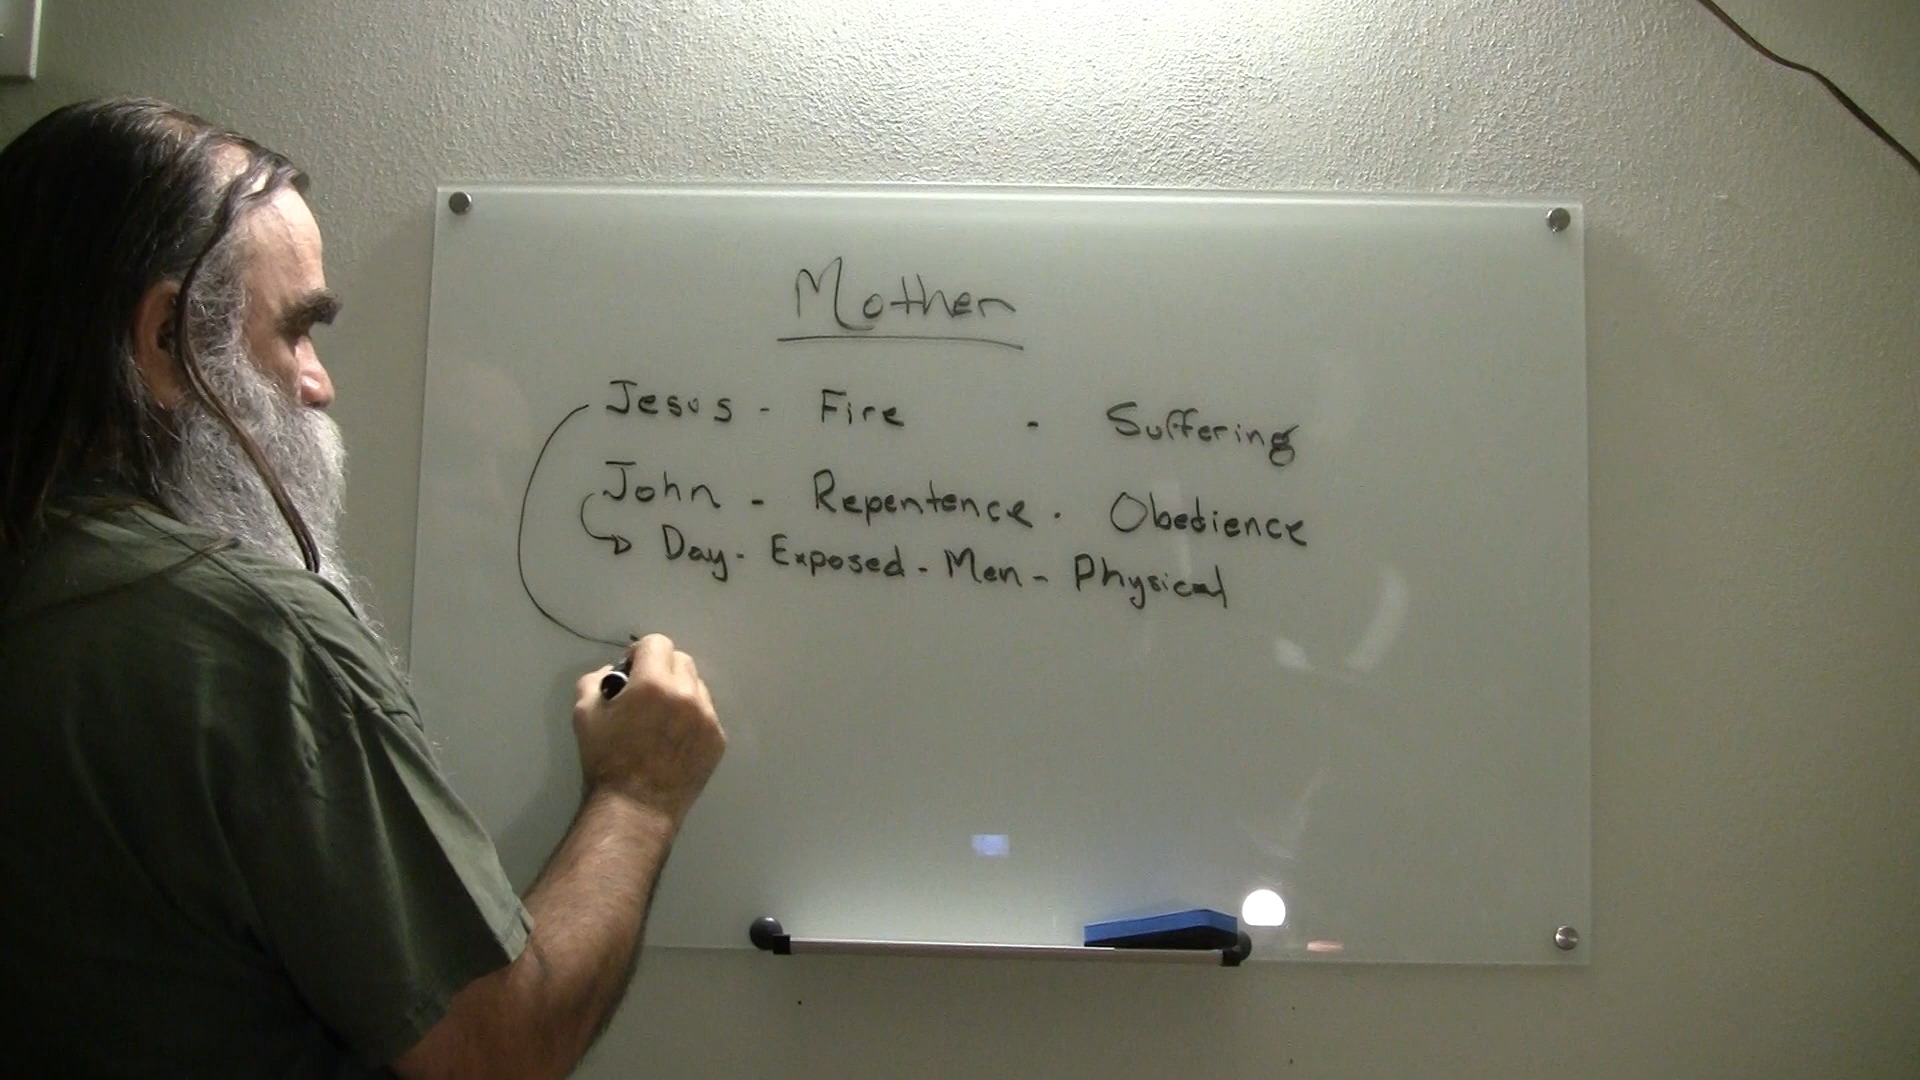 Mother
Jesus - Fire - Suffering
John - Repentence - Obedience
Day - Exposed - Men - Physical